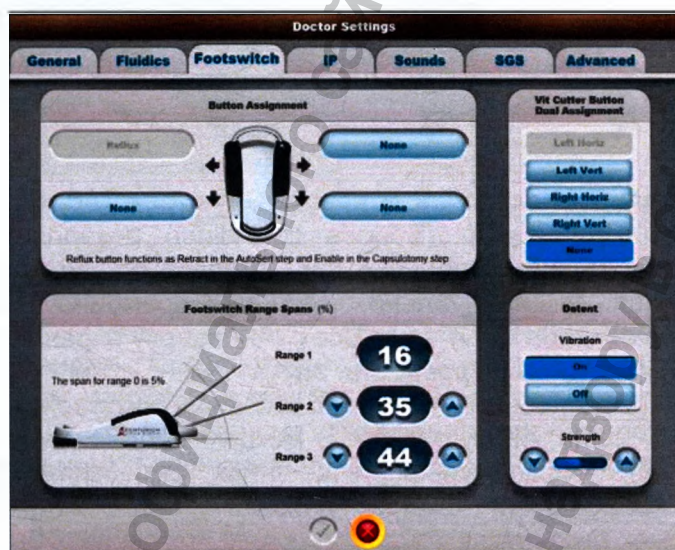 Doctor Settings
General Fluidics Footswitch IP Sounds SGS Advanced
Button Assignment
Reflux
None
None
None
Reflux button functions as Retract in the AutoSert step and Enable in the Capsulotomy step
Vit Cutter Button
Dual Assignment
Left Horiz
Left Vert
Right Horiz
Right Vert
None
Footswitch Range Spans (%)
The span for range 0 is 5%
CENTURION
Range 1 16
Range 2 35
Range 3 44
Detent
Vibration
On
Off
Strength